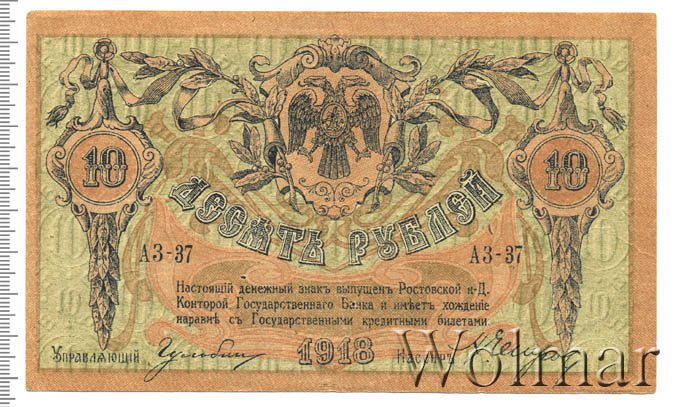 10 10
ДЕСЯТЬ РУБЛЕЙ
АЗ-37 АЗ-37
Настоящій денежный знакъ выпущенъ Ростовской н-Д.
Конторой Государственнаго Банка и имѣетъ хожденіе
наравнѣ съ Государственными кредитными билетами.
Управляющій Гулябин 1918 Кассиръ
Wolmar